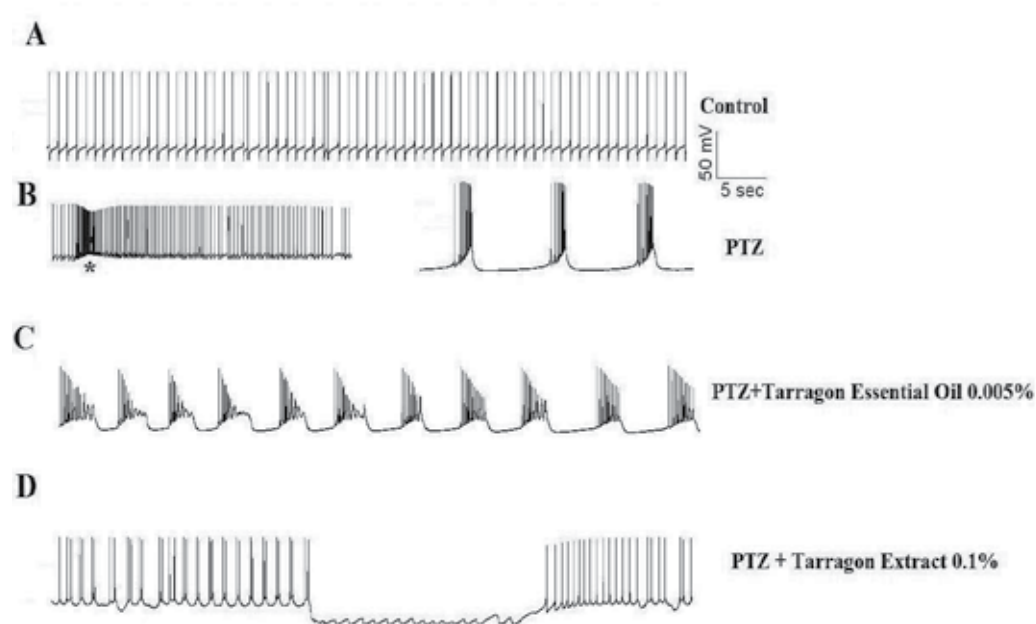 A
Control
50 mV
5 sec
B
*
PTZ
C
PTZ+Tarragon Essential Oil 0.005%
D
PTZ + Tarragon Extract 0.1%